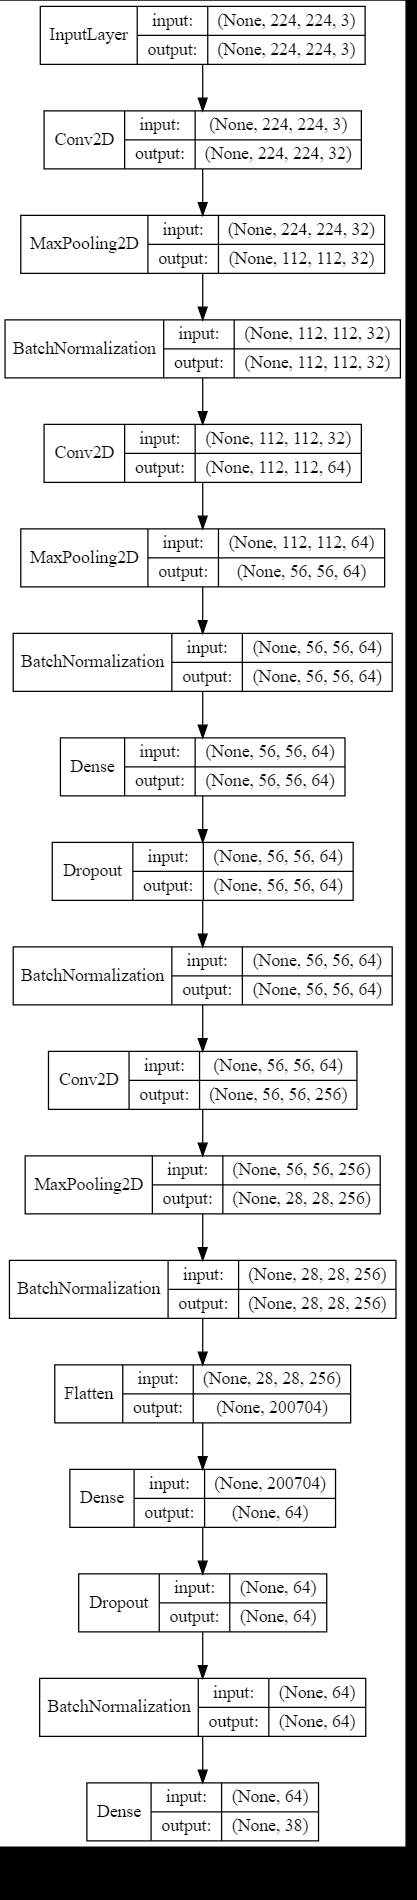 InputLayer input: (None, 224, 224, 3)
output: (None, 224, 224, 3)
Conv2D input: (None, 224, 224, 3)
output: (None, 224, 224, 32)
MaxPooling2D input: (None, 224, 224, 32)
output: (None, 112, 112, 32)
BatchNormalization input: (None, 112, 112, 32)
output: (None, 112, 112, 32)
Conv2D input: (None, 112, 112, 32)
output: (None, 112, 112, 64)
MaxPooling2D input: (None, 112, 112, 64)
output: (None, 56, 56, 64)
BatchNormalization input: (None, 56, 56, 64)
output: (None, 56, 56, 64)
Dense input: (None, 56, 56, 64)
output: (None, 56, 56, 64)
Dropout input: (None, 56, 56, 64)
output: (None, 56, 56, 64)
BatchNormalization input: (None, 56, 56, 64)
output: (None, 56, 56, 64)
Conv2D input: (None, 56, 56, 64)
output: (None, 56, 56, 256)
MaxPooling2D input: (None, 56, 56, 256)
output: (None, 28, 28, 256)
BatchNormalization input: (None, 28, 28, 256)
output: (None, 28, 28, 256)
Flatten input: (None, 28, 28, 256)
output: (None, 200704)
Dense input: (None, 200704)
output: (None, 64)
Dropout input: (None, 64)
output: (None, 64)
BatchNormalization input: (None, 64)
output: (None, 64)
Dense input: (None, 64)
output: (None, 38)